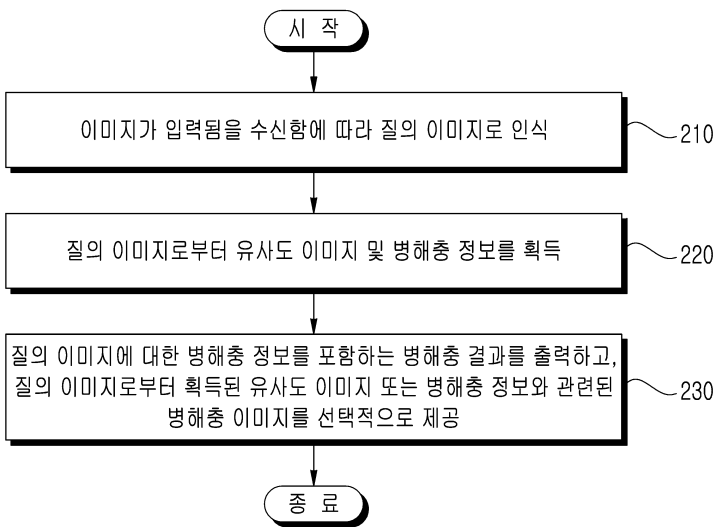 시 작
이미지가 입력됨을 수신함에 따라 질의 이미지로 인식
210
질의 이미지로부터 유사도 이미지 및 병해충 정보를 획득
220
질의 이미지에 대한 병해충 정보를 포함하는 병해충 결과를 출력하고,
질의 이미지로부터 획득된 유사도 이미지 또는 병해충 정보와 관련된
병해충 이미지를 선택적으로 제공
230
종 료